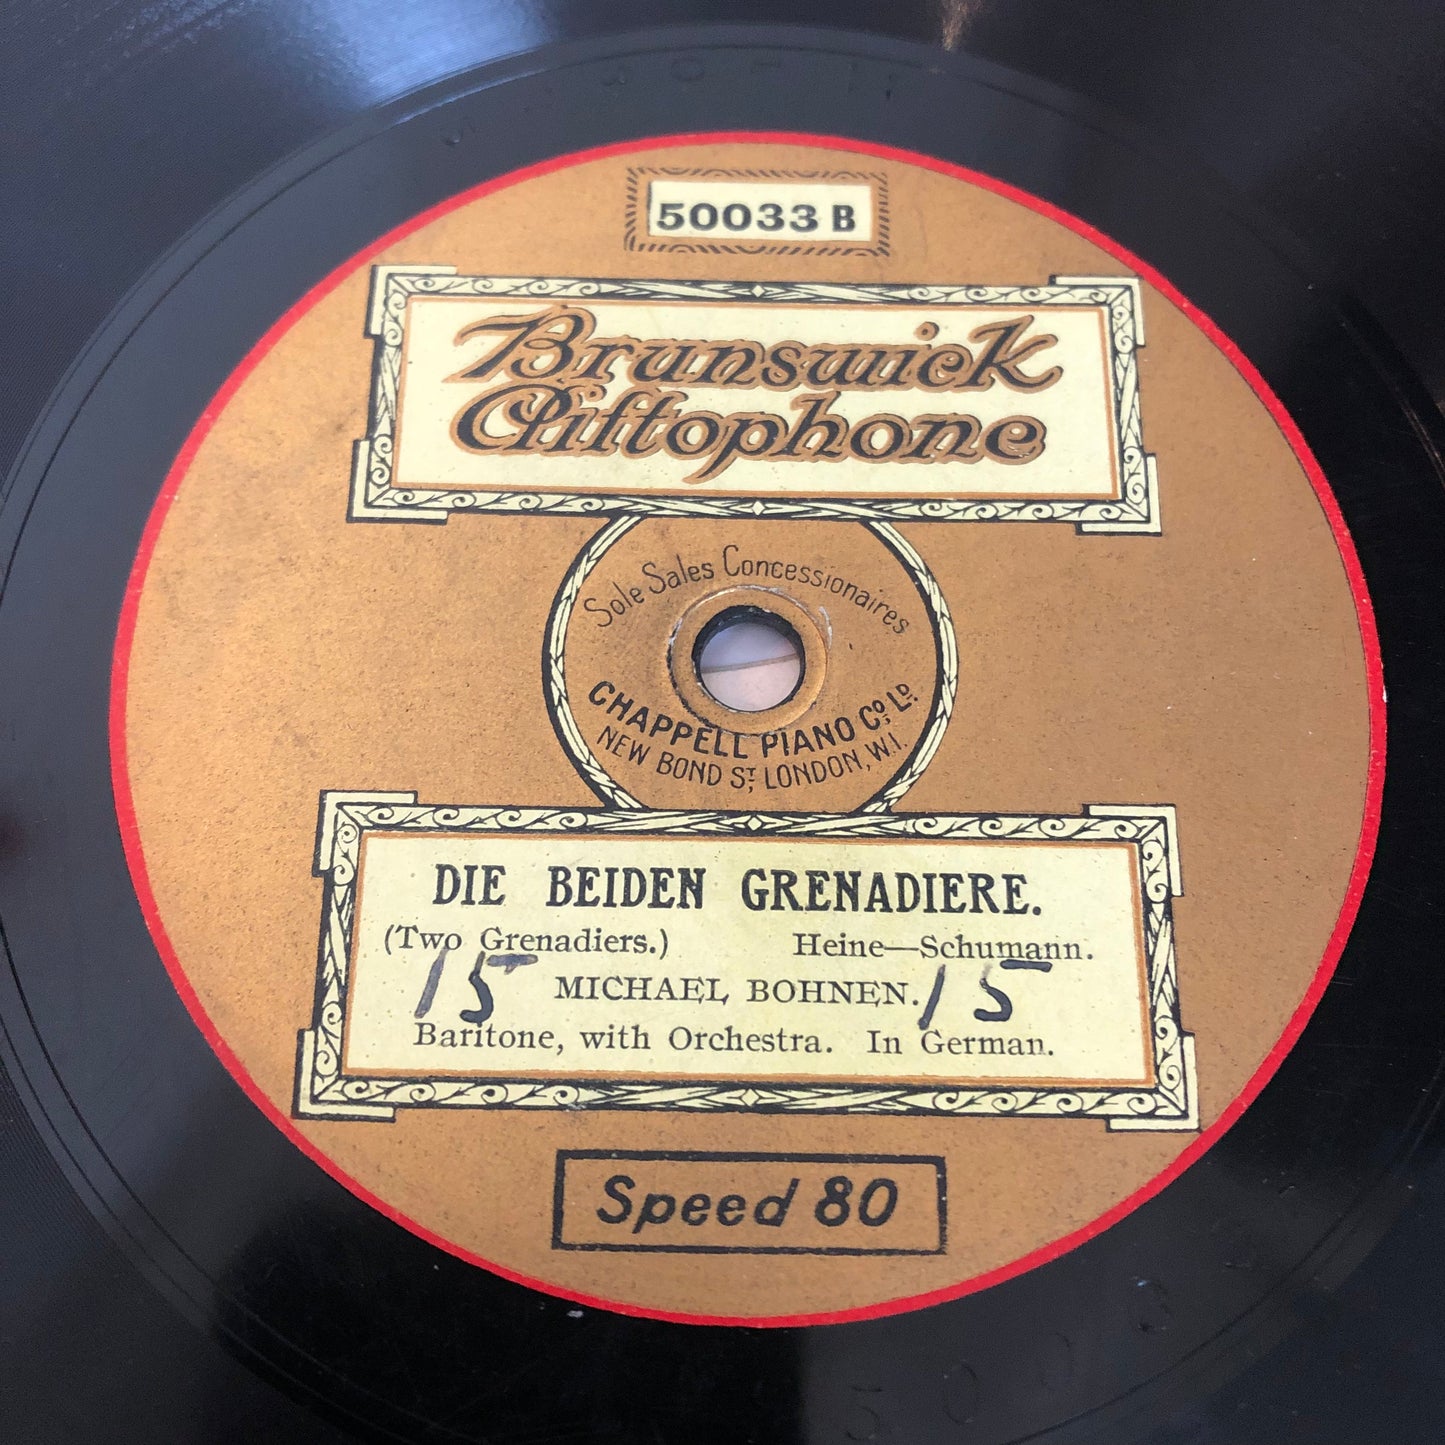 50033 B
Brunswick
Cliftophone
Sole Sales Concessionaires
CHAPPELL PIANO Cº, Lᴰ.
NEW BOND Sᵀ, LONDON, W.1.
DIE BEIDEN GRENADIERE.
(Two Grenadiers.) Heine—Schumann.
15 MICHAEL BOHNEN. 15
Baritone, with Orchestra. In German.
Speed 80